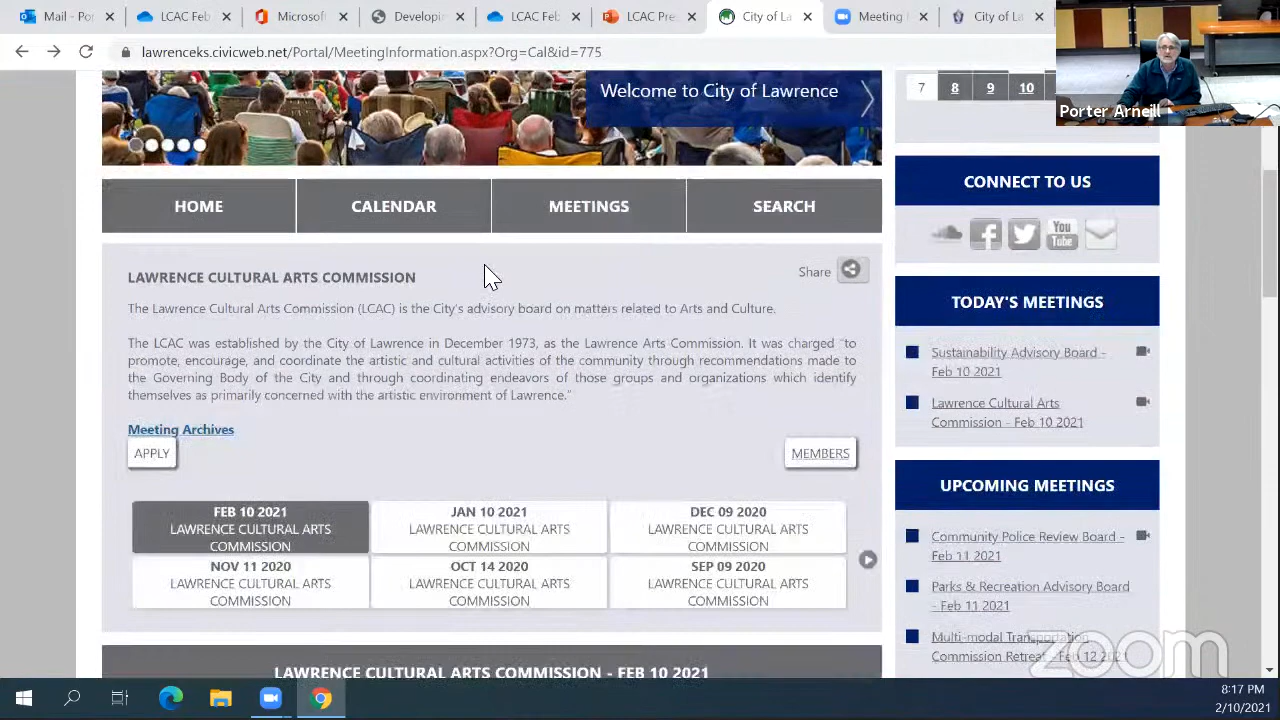 Mail - Po
LCAC Feb
Microsof
Developi
LCAC Feb
LCAC Pre
City of L
Meeting
City of La
lawrenceks.civicweb.net/Portal/MeetingInformation.aspx?Org=Cal&id=775
Welcome to City of Lawrence
7 8 9 10
Porter Arneill
HOME
CALENDAR
MEETINGS
SEARCH
LAWRENCE CULTURAL ARTS COMMISSION
Share
The Lawrence Cultural Arts Commission (LCAC) is the City's advisory board on matters related to Arts and Culture.
The LCAC was established by the City of Lawrence in December 1973, as the Lawrence Arts Commission. It was charged "to
promote, encourage, and coordinate the artistic and cultural activities of the community through recommendations made to
the Governing Body of the City and through coordinating endeavors of those groups and organizations which identify
themselves as primarily concerned with the artistic environment of Lawrence."
Meeting Archives
APPLY
MEMBERS
FEB 10 2021
LAWRENCE CULTURAL ARTS
COMMISSION
JAN 10 2021
LAWRENCE CULTURAL ARTS
COMMISSION
DEC 09 2020
LAWRENCE CULTURAL ARTS
COMMISSION
NOV 11 2020
LAWRENCE CULTURAL ARTS
COMMISSION
OCT 14 2020
LAWRENCE CULTURAL ARTS
COMMISSION
SEP 09 2020
LAWRENCE CULTURAL ARTS
COMMISSION
LAWRENCE CULTURAL ARTS COMMISSION - FEB 10 2021
CONNECT TO US
You
Tube
TODAY'S MEETINGS
Sustainability Advisory Board -
Feb 10 2021
Lawrence Cultural Arts
Commission - Feb 10 2021
UPCOMING MEETINGS
Community Police Review Board -
Feb 11 2021
Parks & Recreation Advisory Board
- Feb 11 2021
Multi-modal Transportation
Commission Retreat - Feb 12 2021
zoom
8:17 PM
2/10/2021